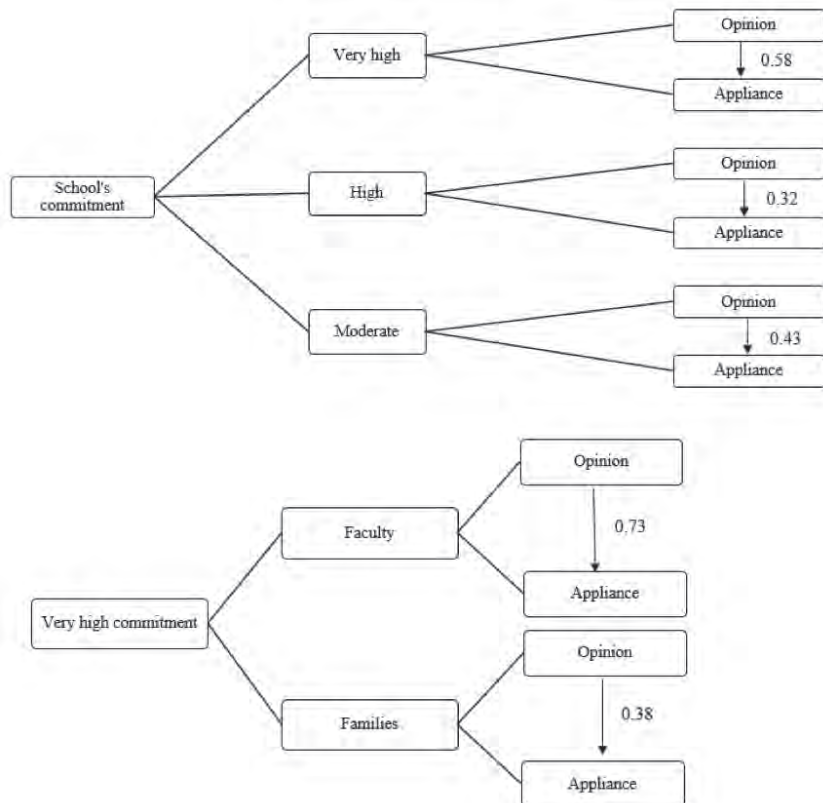 Opinion
Very high
0.58
Appliance
Opinion
School's
commitment
High
0.32
Appliance
Opinion
Moderate
0.43
Appliance
Opinion
Faculty
0.73
Appliance
Very high commitment
Opinion
Families
0.38
Appliance